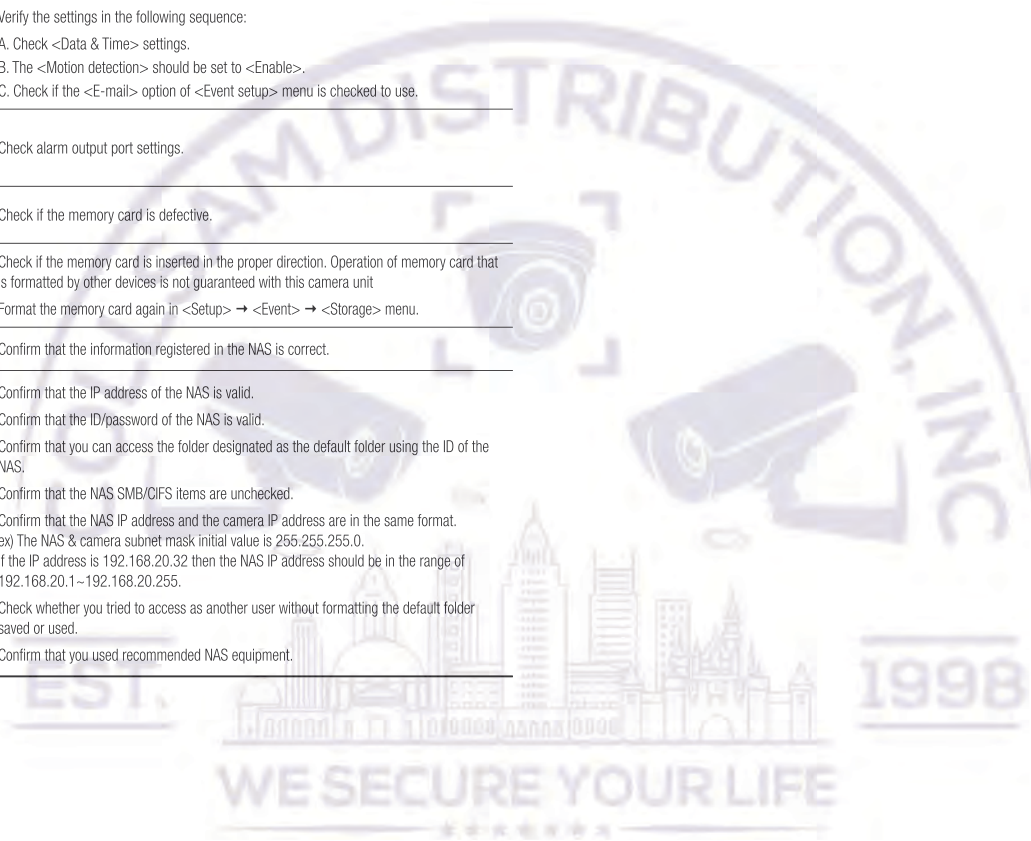 Verify the settings in the following sequence:
A. Check <Data & Time> settings.
B. The <Motion detection> should be set to <Enable>.
C. Check if the <E-mail> option of <Event setup> menu is checked to use.
Check alarm output port settings.
Check if the memory card is defective.
Check if the memory card is inserted in the proper direction. Operation of memory card that
is formatted by other devices is not guaranteed with this camera unit
Format the memory card again in <Setup> → <Event> → <Storage> menu.
Confirm that the information registered in the NAS is correct.
Confirm that the IP address of the NAS is valid.
Confirm that the ID/password of the NAS is valid.
Confirm that you can access the folder designated as the default folder using the ID of the
NAS.
Confirm that the NAS SMB/CIFS items are unchecked.
Confirm that the NAS IP address and the camera IP address are in the same format.
ex) The NAS & camera subnet mask initial value is 255.255.255.0.
If the IP address is 192.168.20.32 then the NAS IP address should be in the range of
192.168.20.1~192.168.20.255.
Check whether you tried to access as another user without formatting the default folder
saved or used.
Confirm that you used recommended NAS equipment.
COLLSAM DISTRIBUTION, INC
EST. 1998
WE SECURE YOUR LIFE